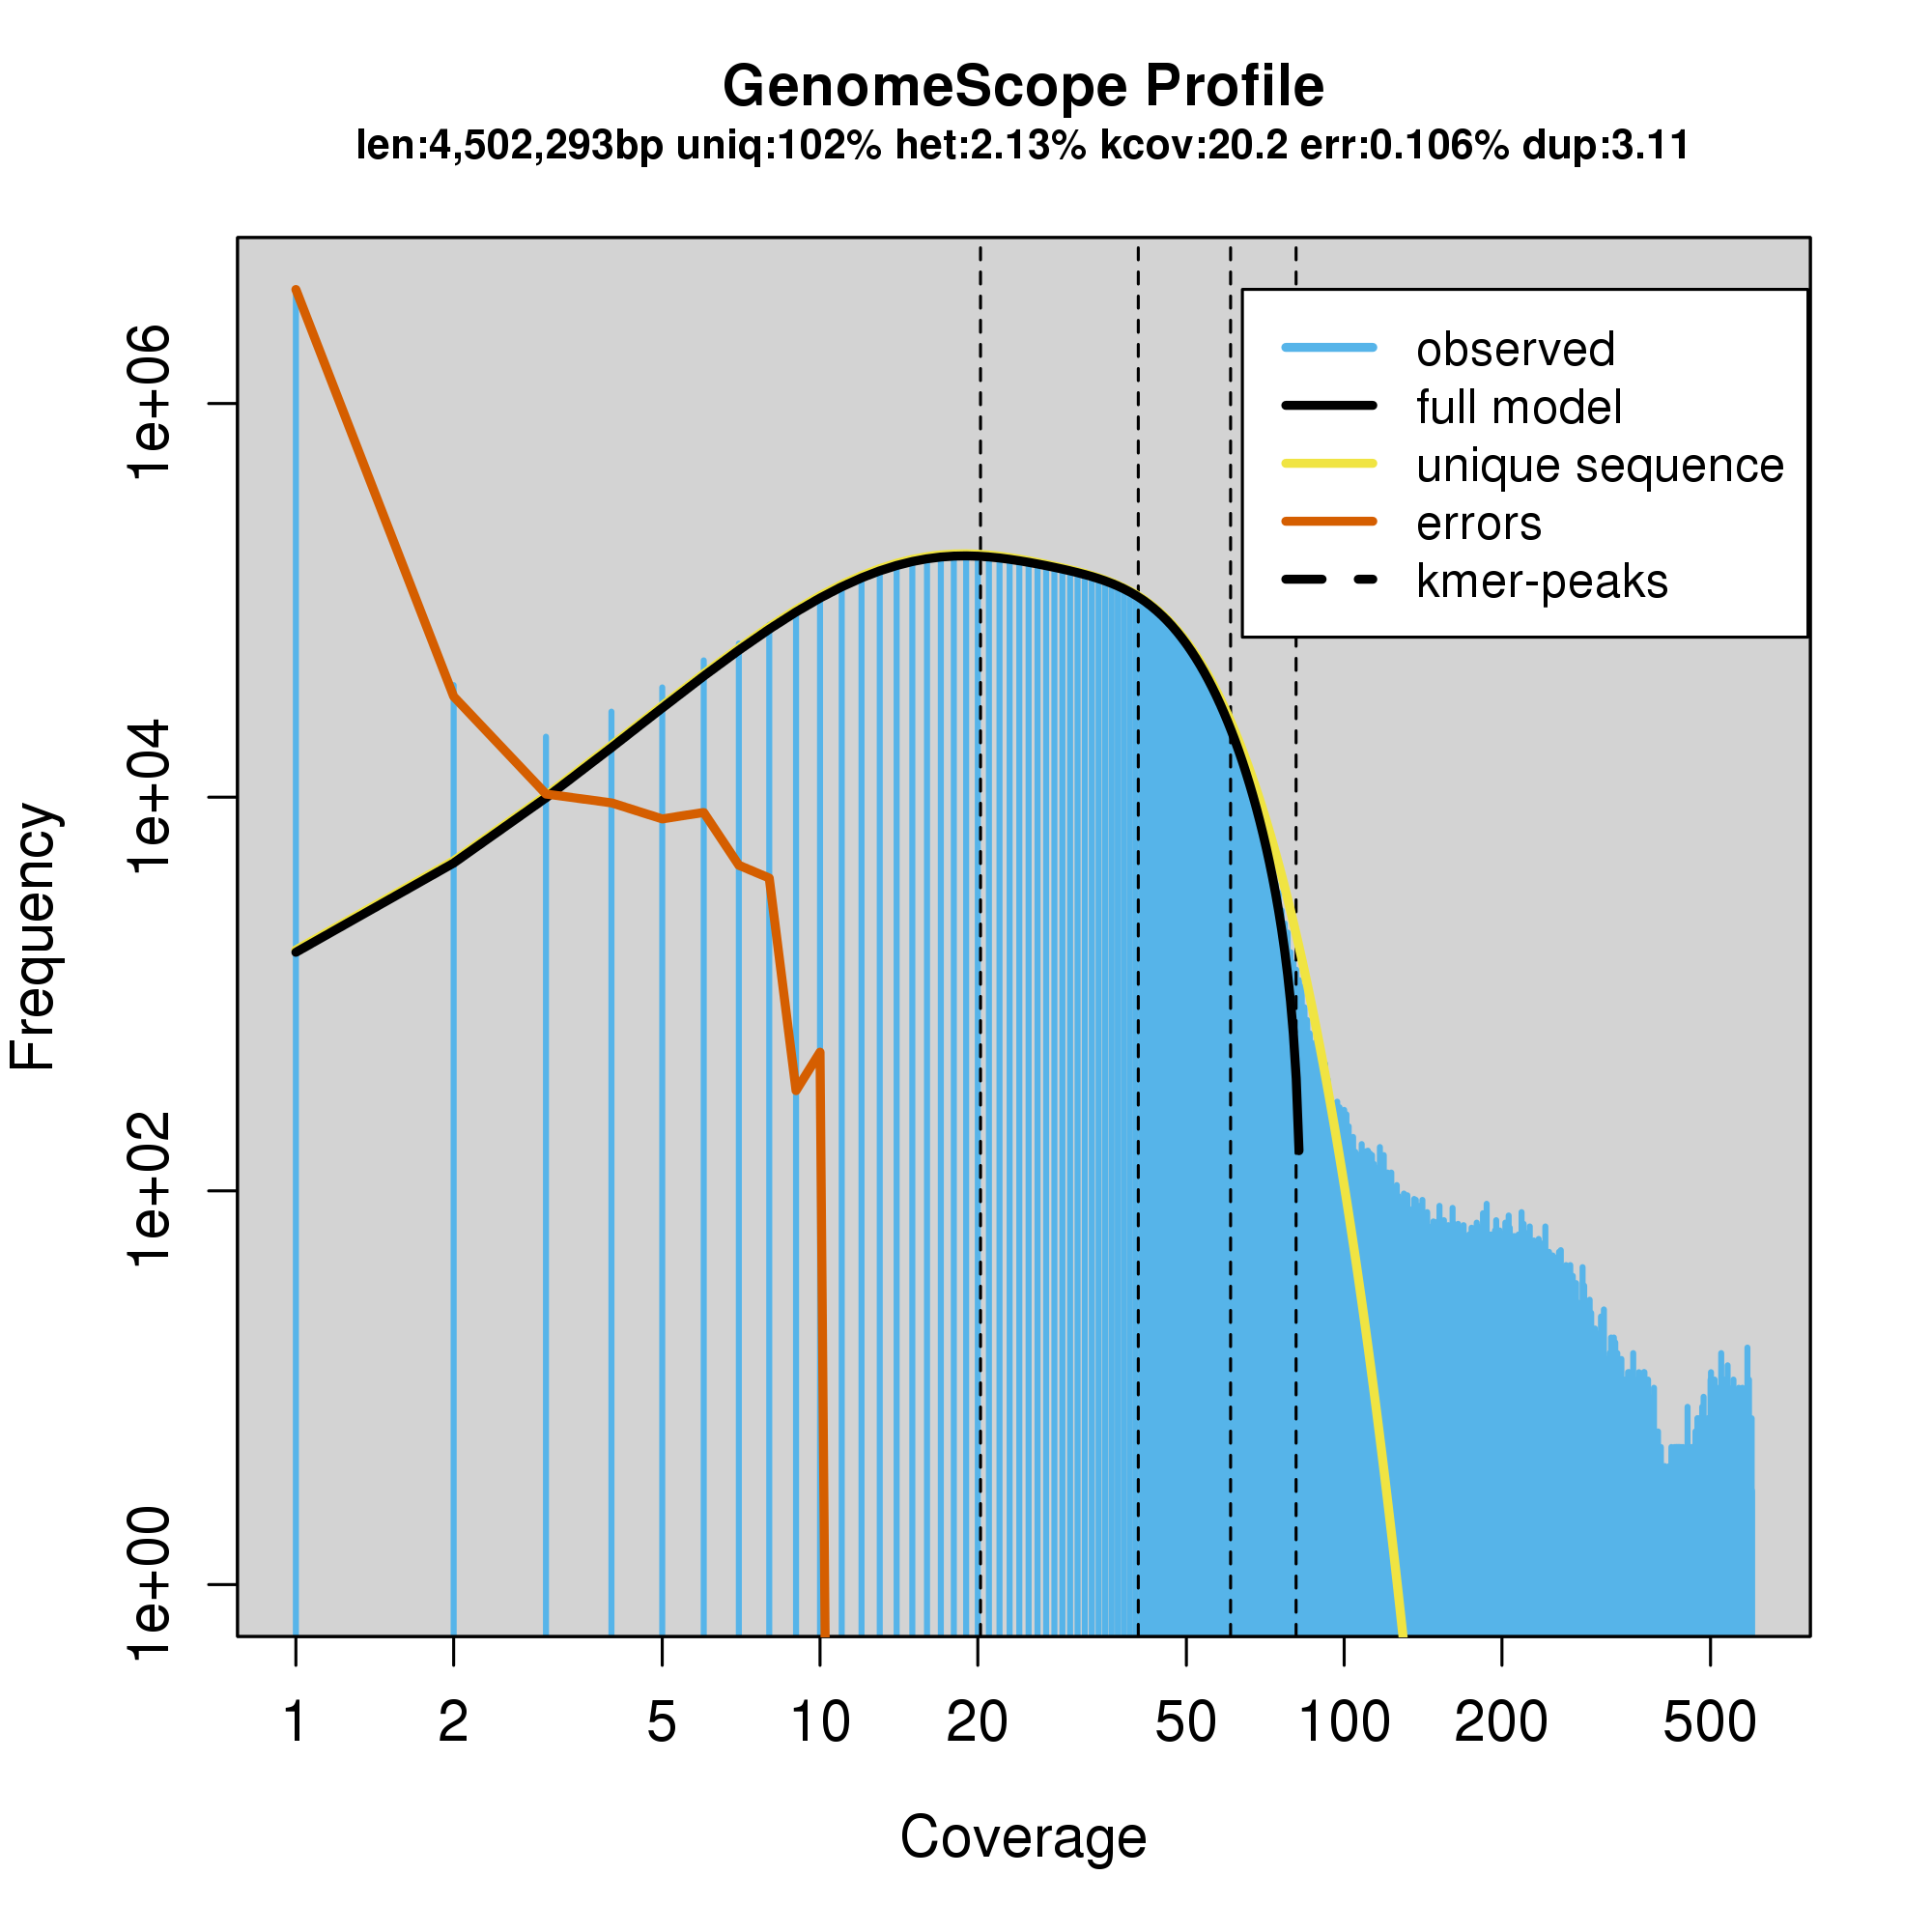 GenomeScope Profile
len:4,502,293bp uniq:102% het:2.13% kcov:20.2 err:0.106% dup:3.11
observed
full model
unique sequence
errors
kmer-peaks
Frequency
1e+06
1e+04
1e+02
1e+00
1 2 5 10 20 50 100 200 500
Coverage